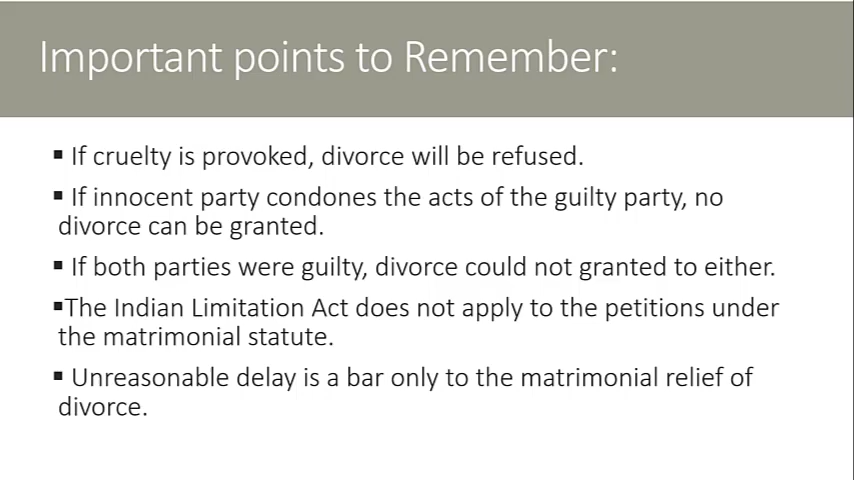 Important points to Remember:
▪ If cruelty is provoked, divorce will be refused.
▪ If innocent party condones the acts of the guilty party, no
divorce can be granted.
▪ If both parties were guilty, divorce could not granted to either.
▪The Indian Limitation Act does not apply to the petitions under
the matrimonial statute.
▪ Unreasonable delay is a bar only to the matrimonial relief of
divorce.